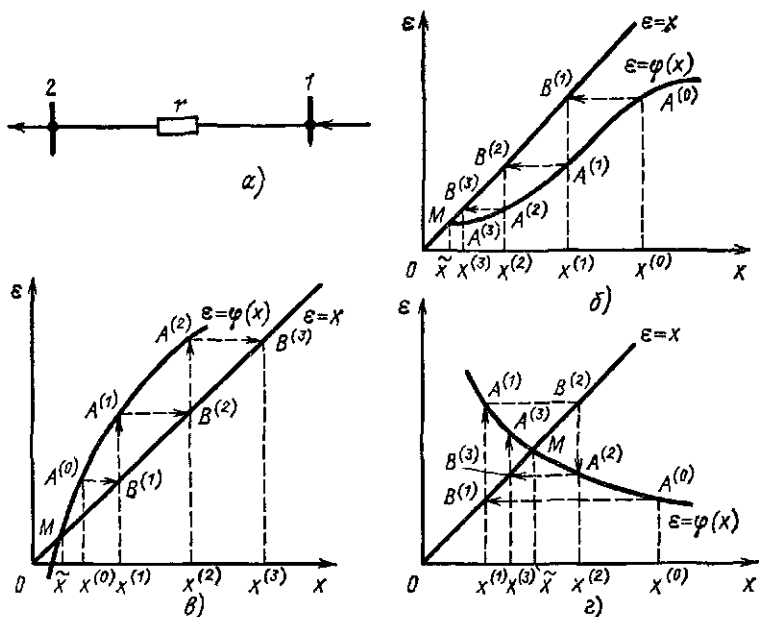 2
r
1
а)
ε
ε=x
ε=φ(x)
B⁽¹⁾
A⁽⁰⁾
B⁽²⁾
A⁽¹⁾
B⁽³⁾
M
A⁽²⁾
A⁽³⁾
0 x̃ x⁽³⁾ x⁽²⁾ x⁽¹⁾ x⁽⁰⁾ x
б)
ε
A⁽²⁾ ε=φ(x) ε=x
B⁽³⁾
A⁽¹⁾
B⁽²⁾
A⁽⁰⁾
B⁽¹⁾
M
0 x̃ x⁽⁰⁾ x⁽¹⁾ x⁽²⁾ x⁽³⁾ x
в)
ε
ε=x
A⁽¹⁾ B⁽²⁾
A⁽³⁾
M
B⁽³⁾ A⁽²⁾
A⁽⁰⁾
B⁽¹⁾
ε=φ(x)
0 x⁽¹⁾ x⁽³⁾ x̃ x⁽²⁾ x⁽⁰⁾ x
г)